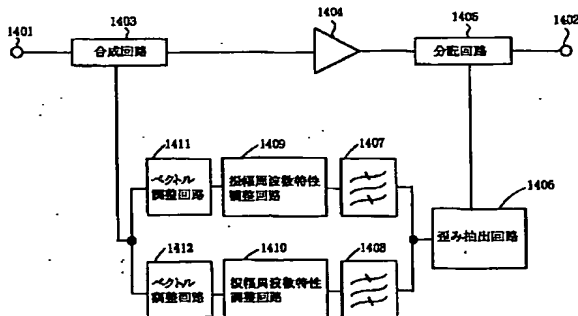 1401
1403
合成回路
1404
1405
分配回路
1402
1411
ベクトル
調整回路
1409
振幅周波数特性
調整回路
1407
1406
歪み抽出回路
1412
ベクトル
調整回路
1410
振幅周波数特性
調整回路
1408